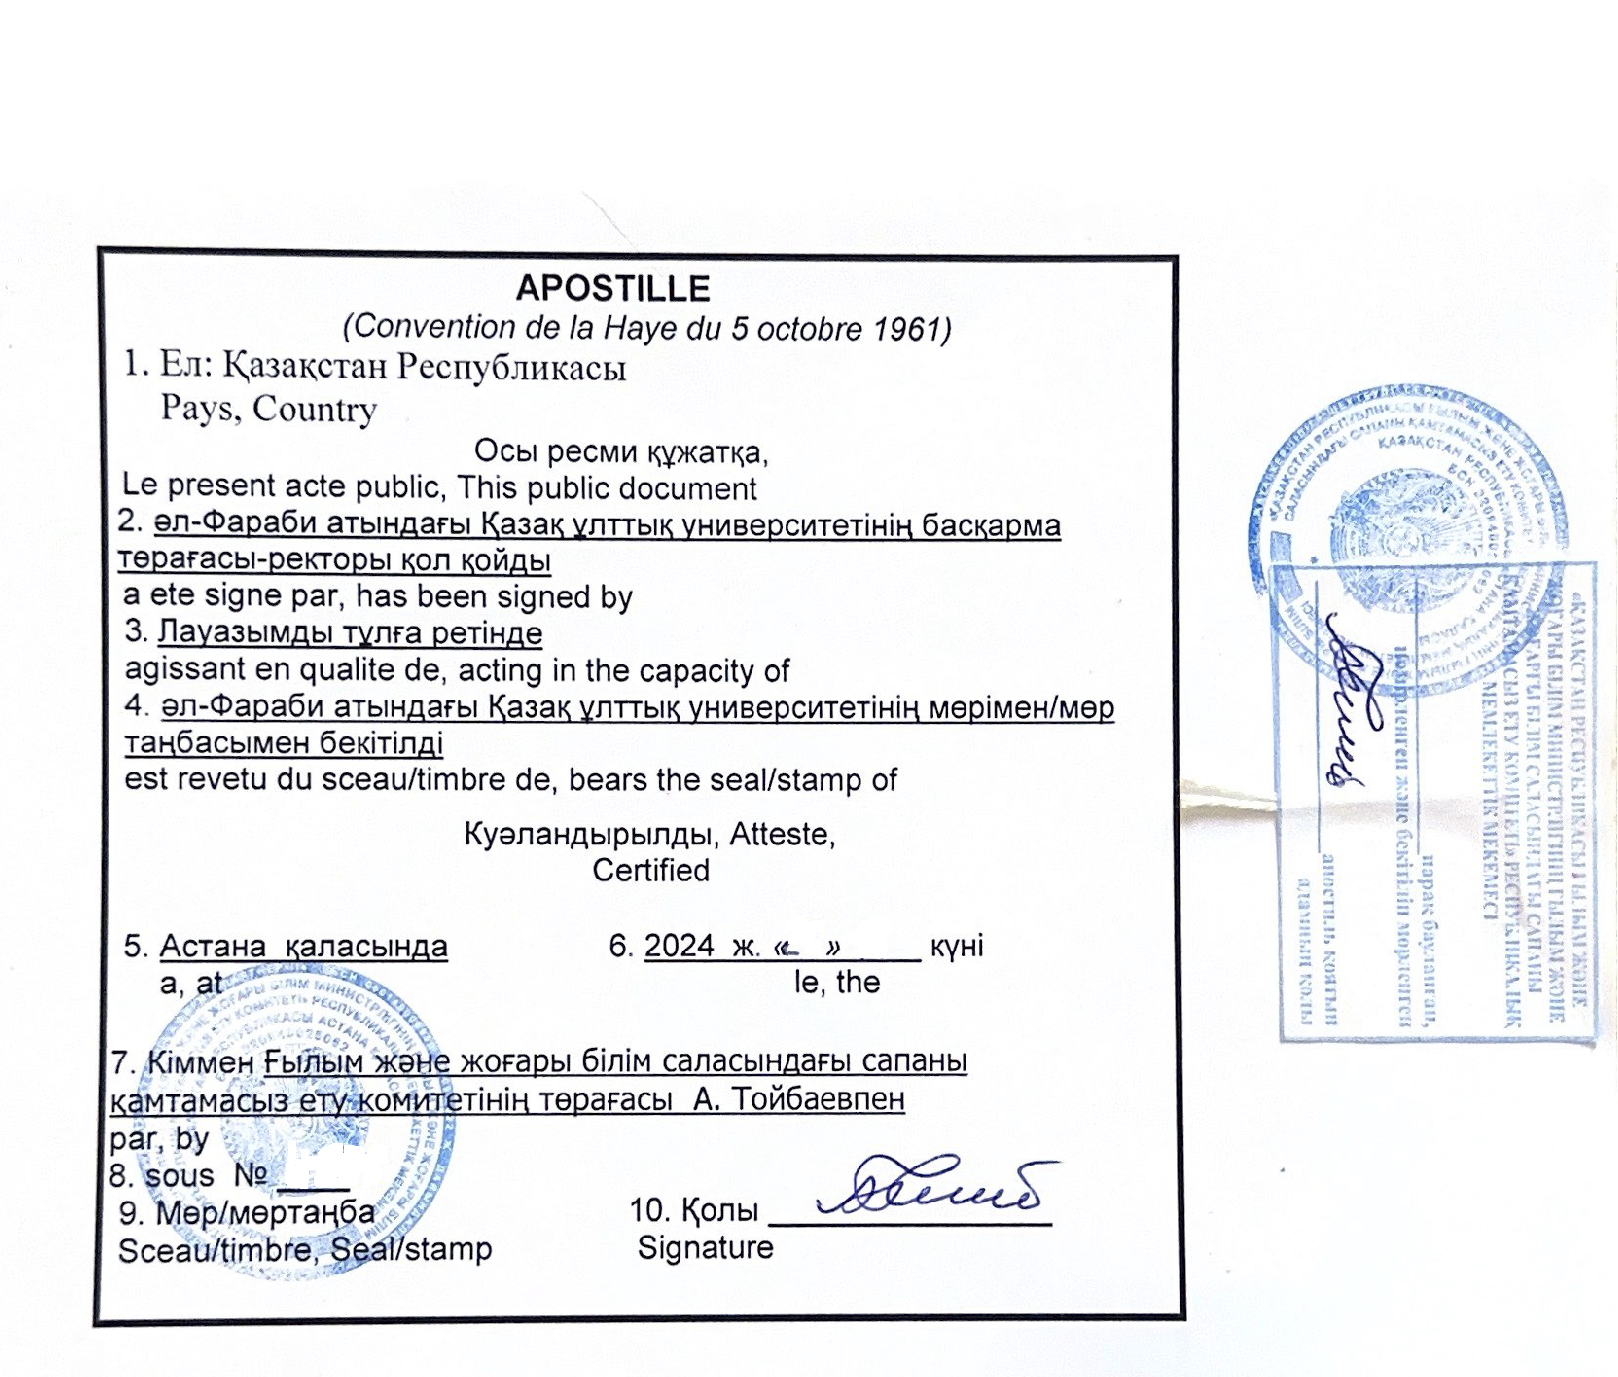 APOSTILLE
(Convention de la Haye du 5 octobre 1961)
1. Ел: Қазақстан Республикасы
Pays, Country
Осы ресми құжатқа,
Le present acte public, This public document
2. әл-Фараби атындағы Қазақ ұлттық университетінің басқарма
төрағасы-ректоры қол қойды
a ete signe par, has been signed by
3. Лауазымды тұлға ретінде
agissant en qualite de, acting in the capacity of
4. әл-Фараби атындағы Қазақ ұлттық университетінің мөрімен/мөр
таңбасымен бекітілді
est revetu du sceau/timbre de, bears the seal/stamp of
Куәландырылды, Atteste,
Certified
5. Астана қаласында 6. 2024 ж. « » күні
a, at le, the
7. Кіммен Ғылым және жоғары білім саласындағы сапаны
қамтамасыз ету комитетінің төрағасы А. Тойбаевпен
par, by
8. sous №
9. Мөр/мөртаңба 10. Қолы
Sceau/timbre, Seal/stamp Signature
«ҚАЗАҚСТАН РЕСПУБЛИКАСЫ ҒЫЛЫМ ЖӘНЕ
ЖОҒАРЫ БІЛІМ МИНИСТРЛІГІНІҢ ҒЫЛЫМ ЖӘНЕ
ЖОҒАРҒЫ БІЛІМ САЛАСЫНДАҒЫ САПАНЫ
ҚАМТАМАСЫЗ ЕТУ КОМИТЕТІ» РЕСПУБЛИКАЛЫҚ
МЕМЛЕКЕТТІК МЕКЕМЕСІ
парақ бауланған,
нөмірленген және бекітіліп мөрленген
апостиль қойған
адамның қолы